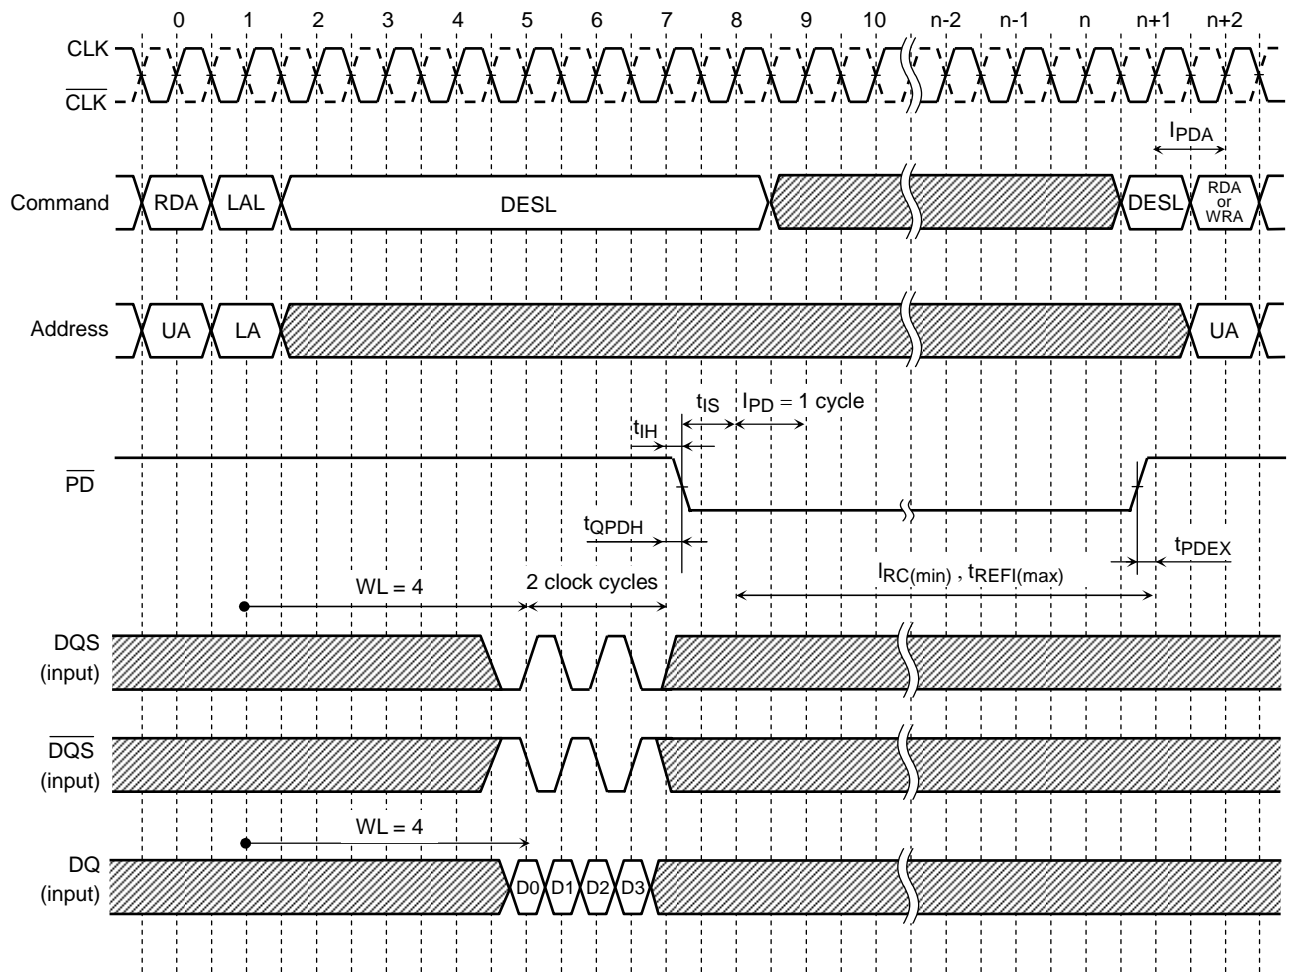 0 1 2 3 4 5 6 7 8 9 10 n-2 n-1 n n+1 n+2
CLK
CLK
IPDA
Command RDA LAL DESL DESL RDA or WRA
Address UA LA UA
tIS IPD = 1 cycle
tIH
PD
tQPDH
tPDEX
IRC(min) , tREFI(max)
WL = 4 2 clock cycles
DQS
(input)
DQS
(input)
WL = 4
DQ
(input)
D0 D1 D2 D3